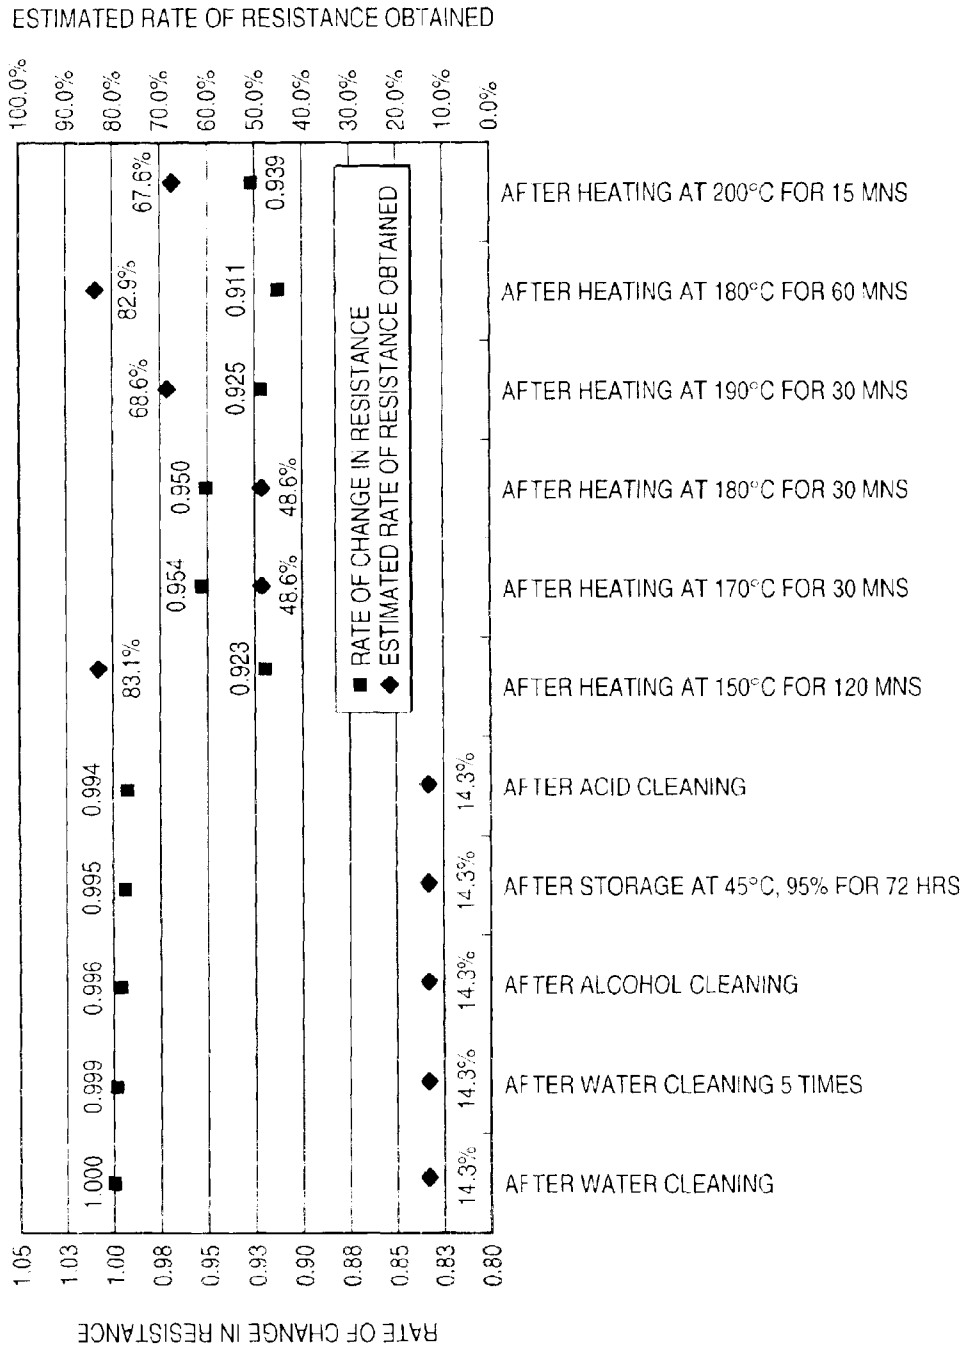 ESTIMATED RATE OF RESISTANCE OBTAINED
100.0%
90.0%
80.0%
70.0%
60.0%
50.0%
40.0%
30.0%
20.0%
10.0%
0.0%
67.6%
0.939
AFTER HEATING AT 200°C FOR 15 MNS
82.9%
0.911
AFTER HEATING AT 180°C FOR 60 MNS
68.6%
0.925
AFTER HEATING AT 190°C FOR 30 MNS
0.950
48.6%
AFTER HEATING AT 180°C FOR 30 MNS
0.954
48.6%
AFTER HEATING AT 170°C FOR 30 MNS
83.1%
0.923
AFTER HEATING AT 150°C FOR 120 MNS
RATE OF CHANGE IN RESISTANCE
ESTIMATED RATE OF RESISTANCE OBTAINED
0.994
14.3%
AFTER ACID CLEANING
0.995
14.3%
AFTER STORAGE AT 45°C, 95% FOR 72 HRS
0.996
14.3%
AFTER ALCOHOL CLEANING
0.999
14.3%
AFTER WATER CLEANING 5 TIMES
1.000
14.3%
AFTER WATER CLEANING
1.05
1.03
1.00
0.98
0.95
0.93
0.90
0.88
0.85
0.83
0.80
RATE OF CHANGE IN RESISTANCE